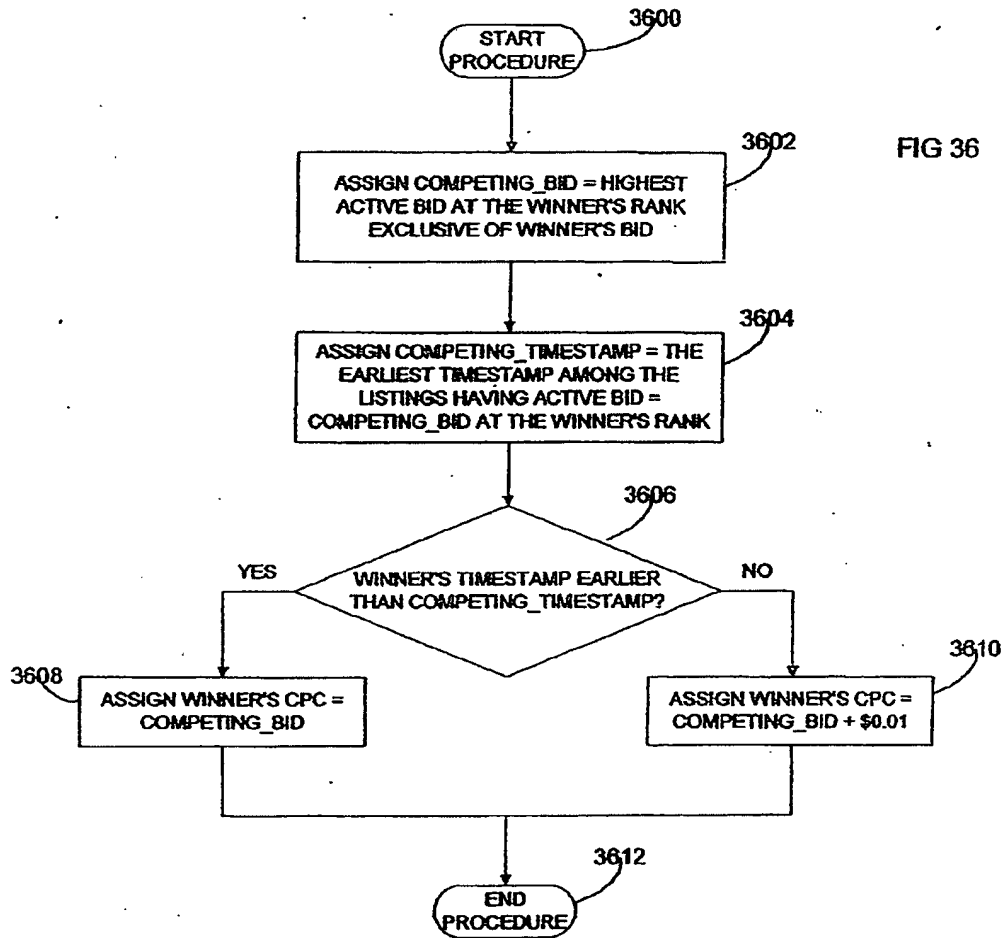 3600
START
PROCEDURE
FIG 36
3602
ASSIGN COMPETING_BID = HIGHEST
ACTIVE BID AT THE WINNER'S RANK
EXCLUSIVE OF WINNER'S BID
3604
ASSIGN COMPETING_TIMESTAMP = THE
EARLIEST TIMESTAMP AMONG THE
LISTINGS HAVING ACTIVE BID =
COMPETING_BID AT THE WINNER'S RANK
3606
YES
WINNER'S TIMESTAMP EARLIER
THAN COMPETING_TIMESTAMP?
NO
3608
ASSIGN WINNER'S CPC =
COMPETING_BID
3610
ASSIGN WINNER'S CPC =
COMPETING_BID + $0.01
3612
END
PROCEDURE